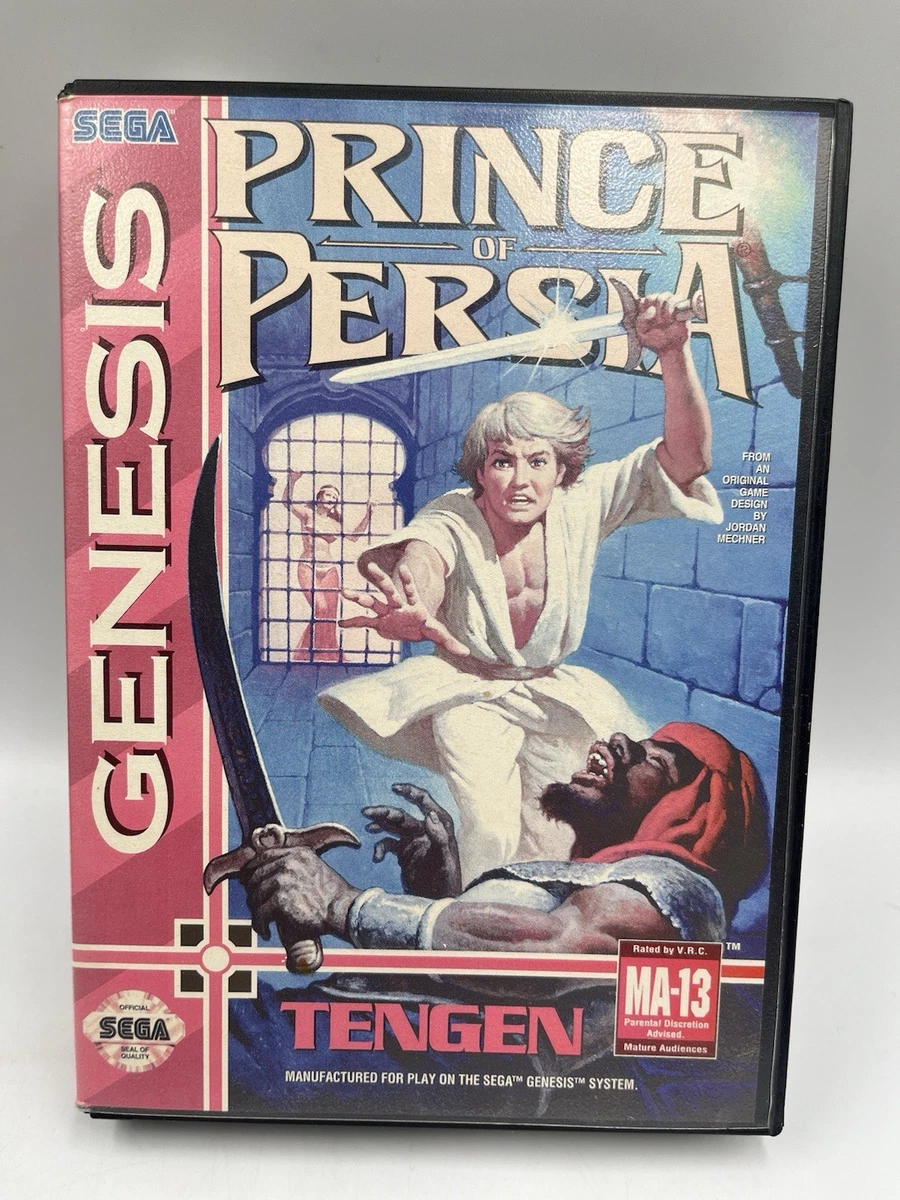 SEGA™
GENESIS
PRINCE
OF
PERSIA®
FROM
AN
ORIGINAL
GAME
DESIGN
BY
JORDAN
MECHNER
TM
Rated by V.R.C.
MA-13
Parental Discretion
Advised.
Mature Audiences
OFFICIAL
SEGA
SEAL OF
QUALITY
TENGEN
MANUFACTURED FOR PLAY ON THE SEGA™ GENESIS™ SYSTEM.